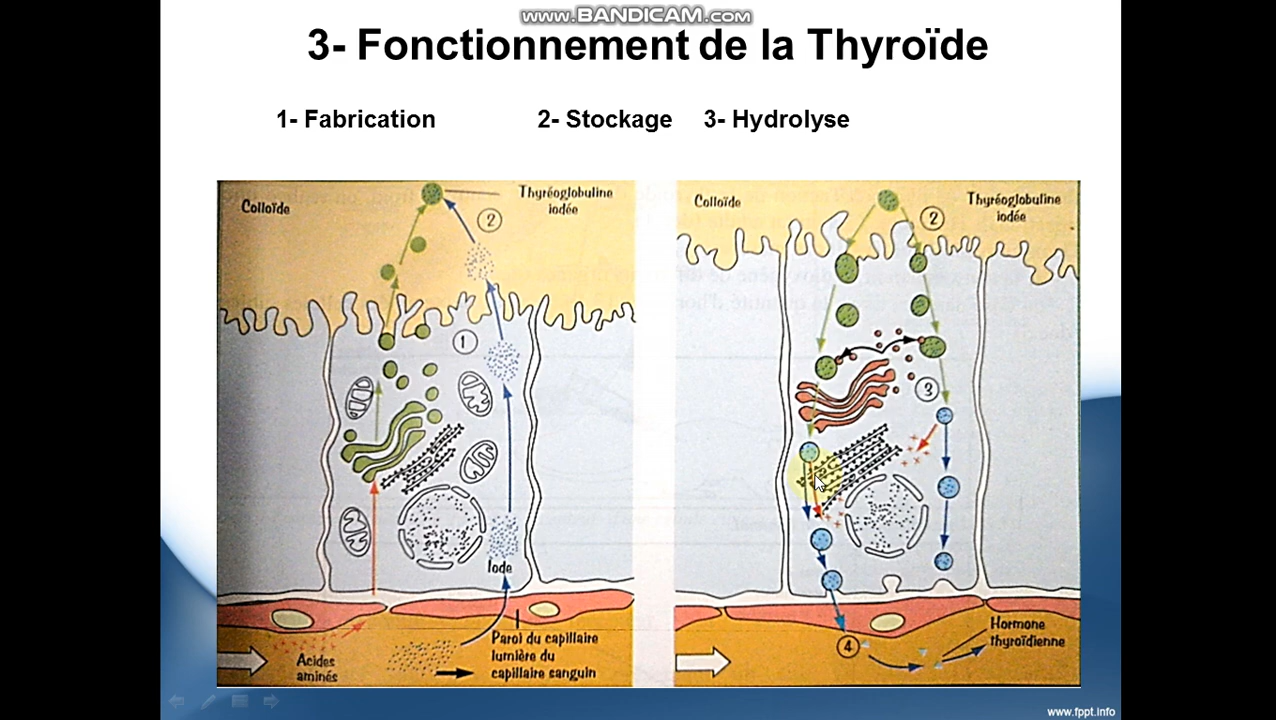 www.BANDICAM.com
3- Fonctionnement de la Thyroïde
1- Fabrication 2- Stockage 3- Hydrolyse
Colloïde
Thyréoglobuline
iodée
2
1
Iode
Acides
aminés
Paroi du capillaire
lumière du
capillaire sanguin
Colloïde
Thyréoglobuline
iodée
2
3
4
Hormone
thyroïdienne
www.fppt.info